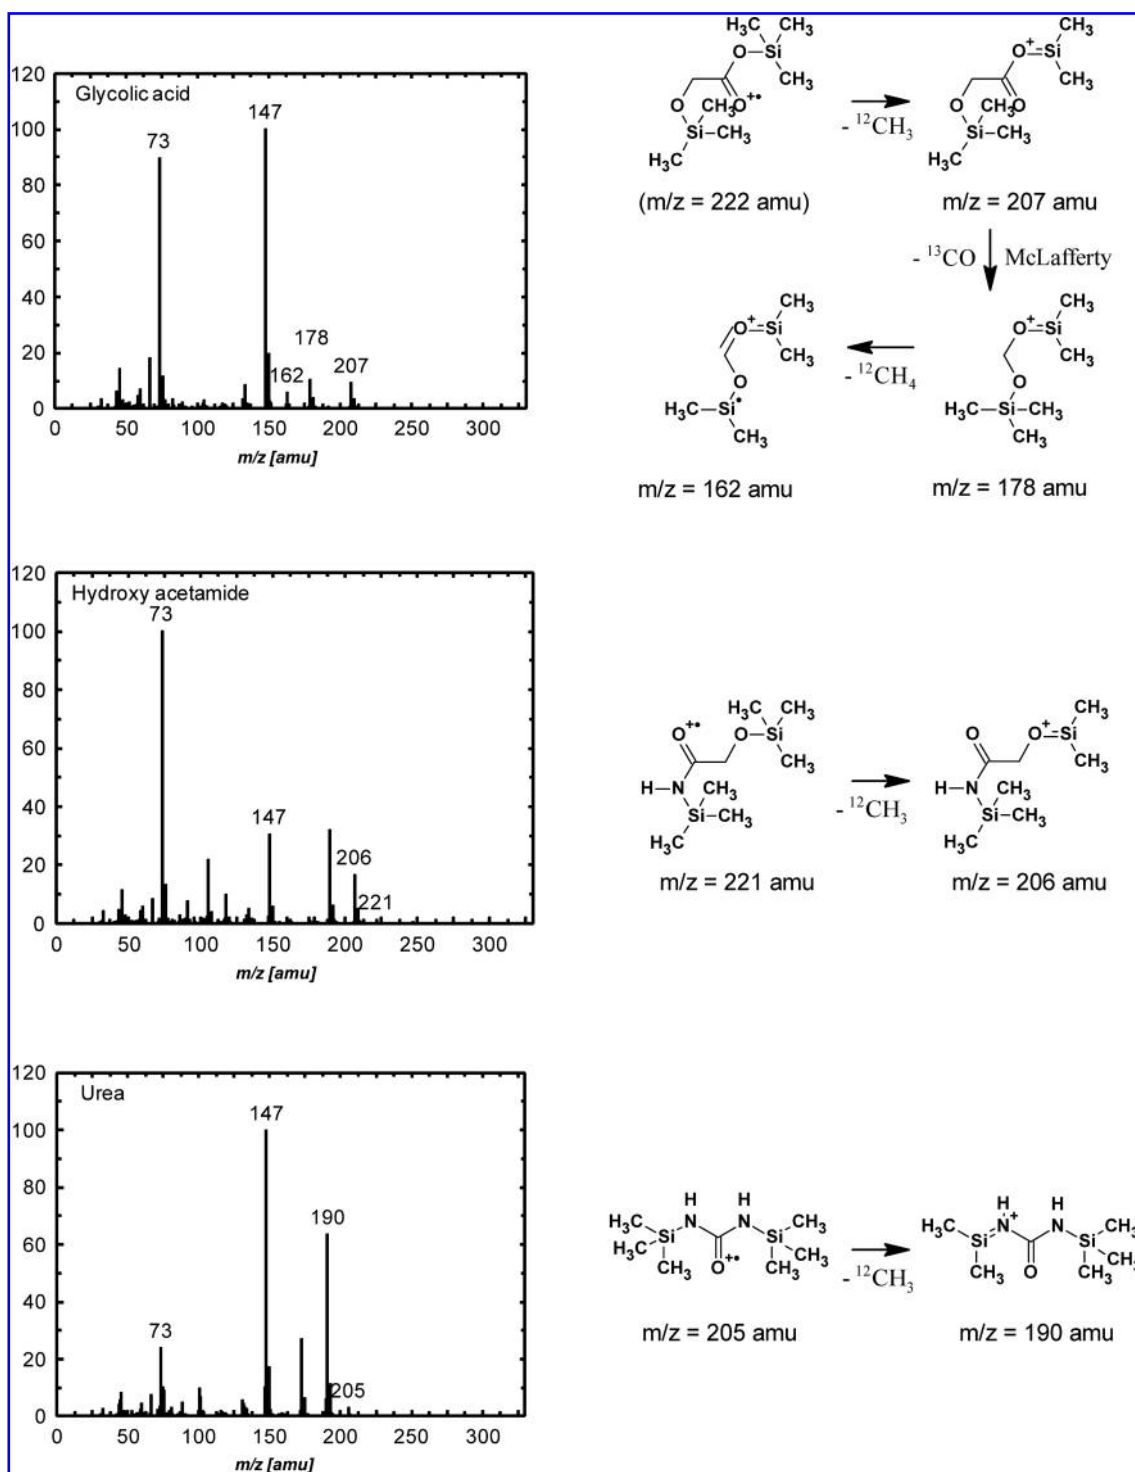 Glycolic acid
120
100
80
60
40
20
0
147
73
178
162
207
0 50 100 150 200 250 300
m/z [amu]
H₃C CH₃
O–Si
CH₃
O
CH₃
O⁺•
Si–CH₃
H₃C
(m/z = 222 amu)
- ¹²CH₃
CH₃
O⁺=Si
CH₃
O
CH₃
O
Si–CH₃
H₃C
m/z = 207 amu
- ¹³CO McLafferty
CH₃
O⁺=Si
CH₃
O
H₃C–Si–CH₃
CH₃
m/z = 178 amu
- ¹²CH₄
CH₃
O⁺=Si
CH₃
O
H₃C–Si•
CH₃
m/z = 162 amu
Hydroxy acetamide
120
100
80
60
40
20
0
73
147
206
221
0 50 100 150 200 250 300
m/z [amu]
O⁺•
H₃C CH₃
O–Si
CH₃
H–N
CH₃
Si–CH₃
H₃C
m/z = 221 amu
- ¹²CH₃
O
CH₃
O⁺=Si
CH₃
H–N
CH₃
Si–CH₃
H₃C
m/z = 206 amu
Urea
120
100
80
60
40
20
0
147
190
73
205
0 50 100 150 200 250 300
m/z [amu]
H H
H₃C N N CH₃
H₃C–Si Si–CH₃
CH₃ O⁺• CH₃
m/z = 205 amu
- ¹²CH₃
H H
H₃C N⁺ N CH₃
Si Si–CH₃
CH₃ O CH₃
m/z = 190 amu